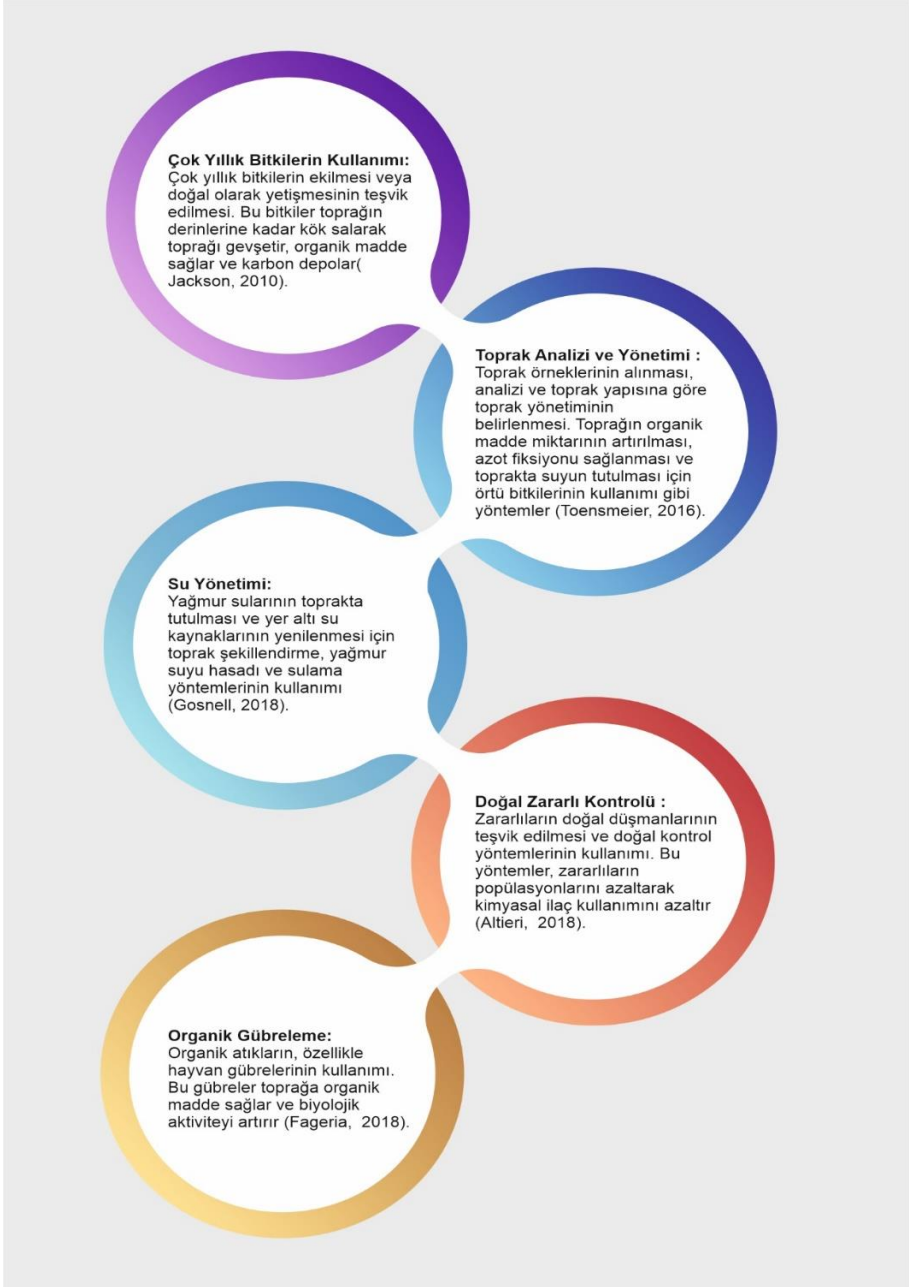 Çok Yıllık Bitkilerin Kullanımı:
Çok yıllık bitkilerin ekilmesi veya
doğal olarak yetişmesinin teşvik
edilmesi. Bu bitkiler toprağın
derinlerine kadar kök salarak
toprağı gevşetir, organik madde
sağlar ve karbon depolar(
Jackson, 2010).
Toprak Analizi ve Yönetimi :
Toprak örneklerinin alınması,
analizi ve toprak yapısına göre
toprak yönetiminin
belirlenmesi. Toprağın organik
madde miktarının artırılması,
azot fiksiyonu sağlanması ve
toprakta suyun tutulması için
örtü bitkilerinin kullanımı gibi
yöntemler (Toensmeier, 2016).
Su Yönetimi:
Yağmur sularının toprakta
tutulması ve yer altı su
kaynaklarının yenilenmesi için
toprak şekillendirme, yağmur
suyu hasadı ve sulama
yöntemlerinin kullanımı
(Gosnell, 2018).
Doğal Zararlı Kontrolü :
Zararlıların doğal düşmanlarının
teşvik edilmesi ve doğal kontrol
yöntemlerinin kullanımı. Bu
yöntemler, zararlıların
popülasyonlarını azaltarak
kimyasal ilaç kullanımını azaltır
(Altieri,  2018).
Organik Gübreleme:
Organik atıkların, özellikle
hayvan gübrelerinin kullanımı.
Bu gübreler toprağa organik
madde sağlar ve biyolojik
aktiviteyi artırır (Fageria,  2018).